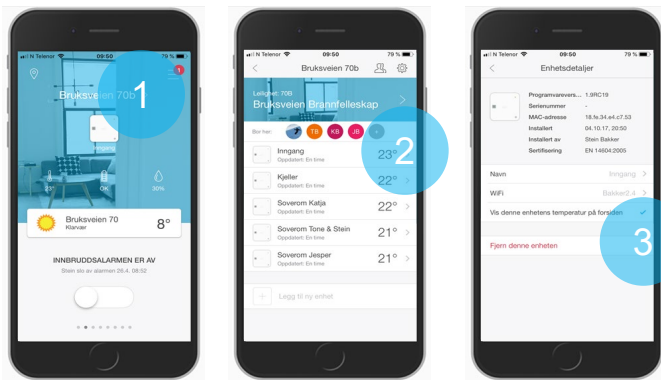 N Telenor 09:50 79 %
Bruksveien 70b
1
1
Inngang
23° OK 30%
Bruksveien 70
Klarvær
8°
INNBRUDDSALARMEN ER AV
Stein slo av alarmen 26.4, 08:52
N Telenor 09:50 79 %
Bruksveien 70b
Leilighet: 70B
Bruksveien Brannfelleskap
Bor her: TB KB JB
2
Inngang 23°
Oppdatert: En time
Kjeller 22°
Oppdatert: En time
Soverom Katja 22°
Oppdatert: En time
Soverom Tone & Stein 21°
Oppdatert: En time
Soverom Jesper 21°
Oppdatert: En time
+ Legg til ny enhet
N Telenor 09:50 79 %
Enhetsdetaljer
Programvarevers... 1.9RC19
Serienummer -
MAC-adresse 18.fe.34.e4.c7.53
Installert 04.10.17, 20:50
Installert av Stein Bakker
Sertifisering EN 14604:2005
Navn Inngang
WiFi Bakker2,4
Vis denne enhetens temperatur på forsiden
3
Fjern denne enheten